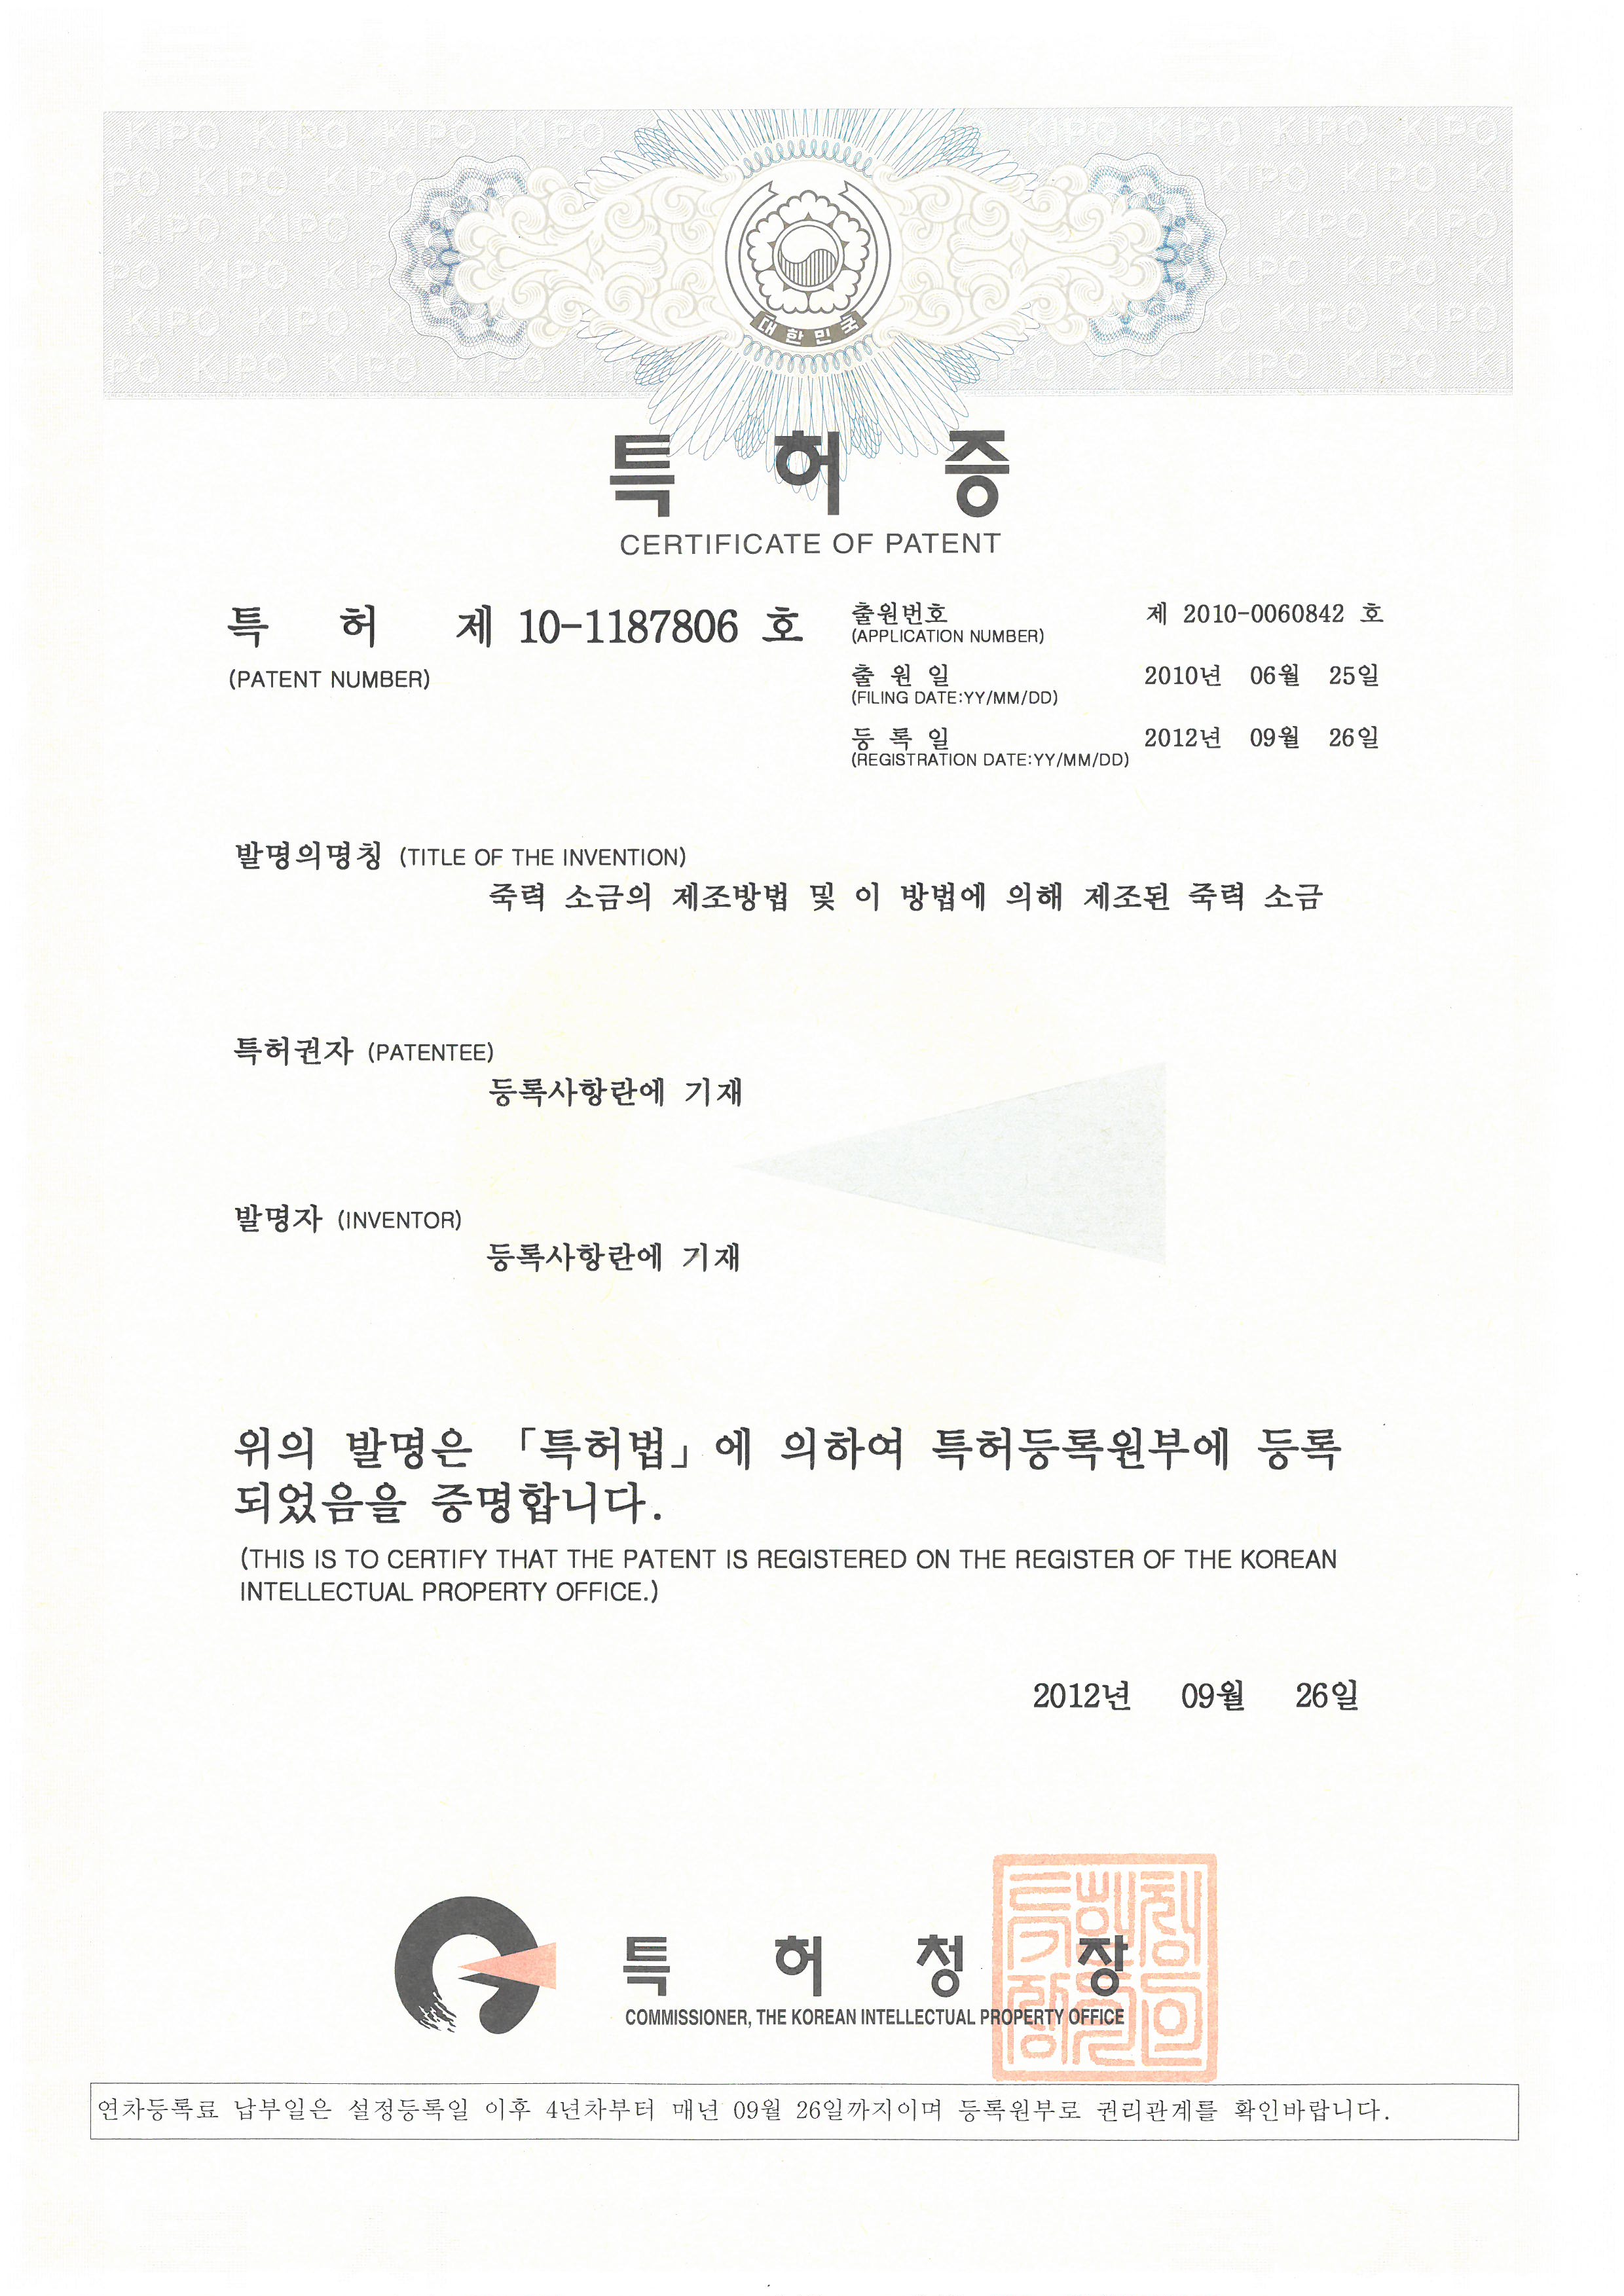 대한민국
특 허 증
CERTIFICATE OF PATENT
특 허 제 10-1187806 호
(PATENT NUMBER)
출원번호 제 2010-0060842 호
(APPLICATION NUMBER)
출 원 일 2010년 06월 25일
(FILING DATE:YY/MM/DD)
등 록 일 2012년 09월 26일
(REGISTRATION DATE:YY/MM/DD)
발명의명칭 (TITLE OF THE INVENTION)
죽력 소금의 제조방법 및 이 방법에 의해 제조된 죽력 소금
특허권자 (PATENTEE)
등록사항란에 기재
발명자 (INVENTOR)
등록사항란에 기재
위의 발명은 「특허법」에 의하여 특허등록원부에 등록
되었음을 증명합니다.
(THIS IS TO CERTIFY THAT THE PATENT IS REGISTERED ON THE REGISTER OF THE KOREAN
INTELLECTUAL PROPERTY OFFICE.)
2012년 09월 26일
특 허 청 장
COMMISSIONER, THE KOREAN INTELLECTUAL PROPERTY OFFICE
연차등록료 납부일은 설정등록일 이후 4년차부터 매년 09월 26일까지이며 등록원부로 권리관계를 확인바랍니다.